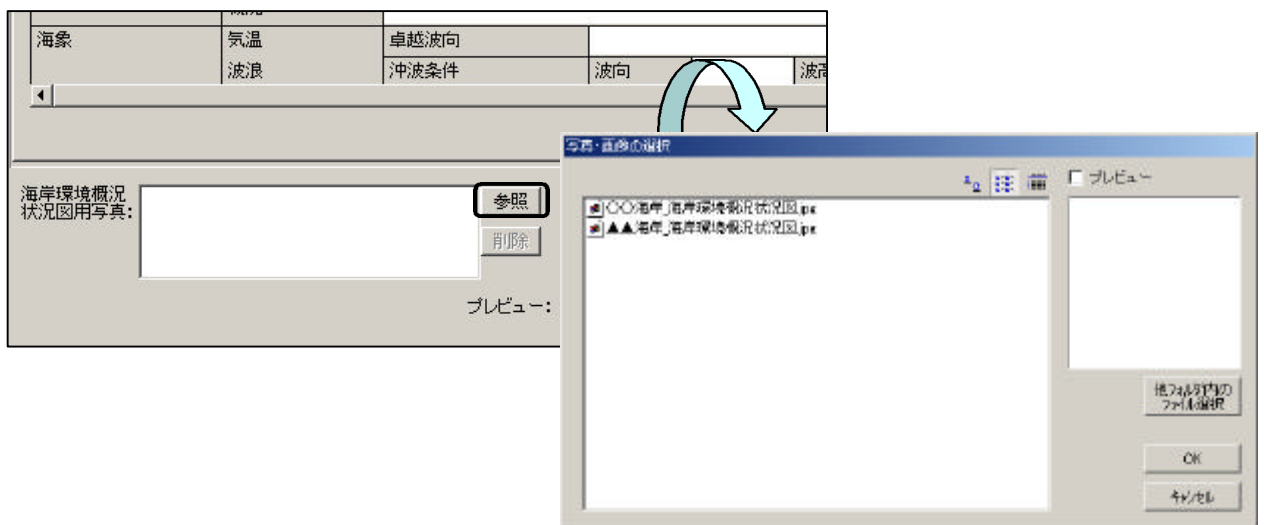 海象 気温 卓越波向
波浪 沖波条件 波向 波高
海岸環境概況
状況図用写真:
参照
削除
プレビュー:
写真・画像の選択
プレビュー
○○海岸_海岸環境概況状況図.jpg
▲▲海岸_海岸環境概況状況図.jpg
他フォルダ内の
ファイル選択
OK
キャンセル